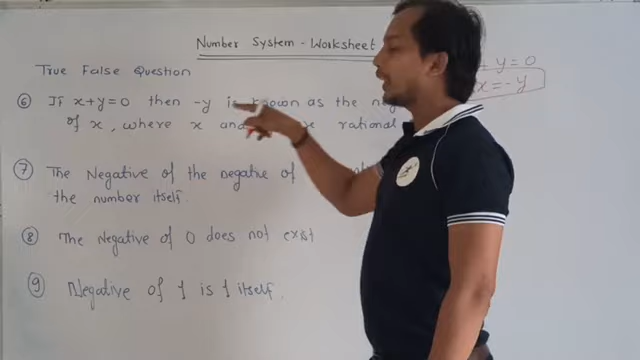 Number System - Worksheet
True False Question
x + y = 0
x = -y
⑥ If x+y=0 then -y is known as the
of x, where x rational
⑦ The Negative of the negative of
the number itself.
⑧ The Negative of 0 does not exist
⑨ Negative of 1 is 1 itself.